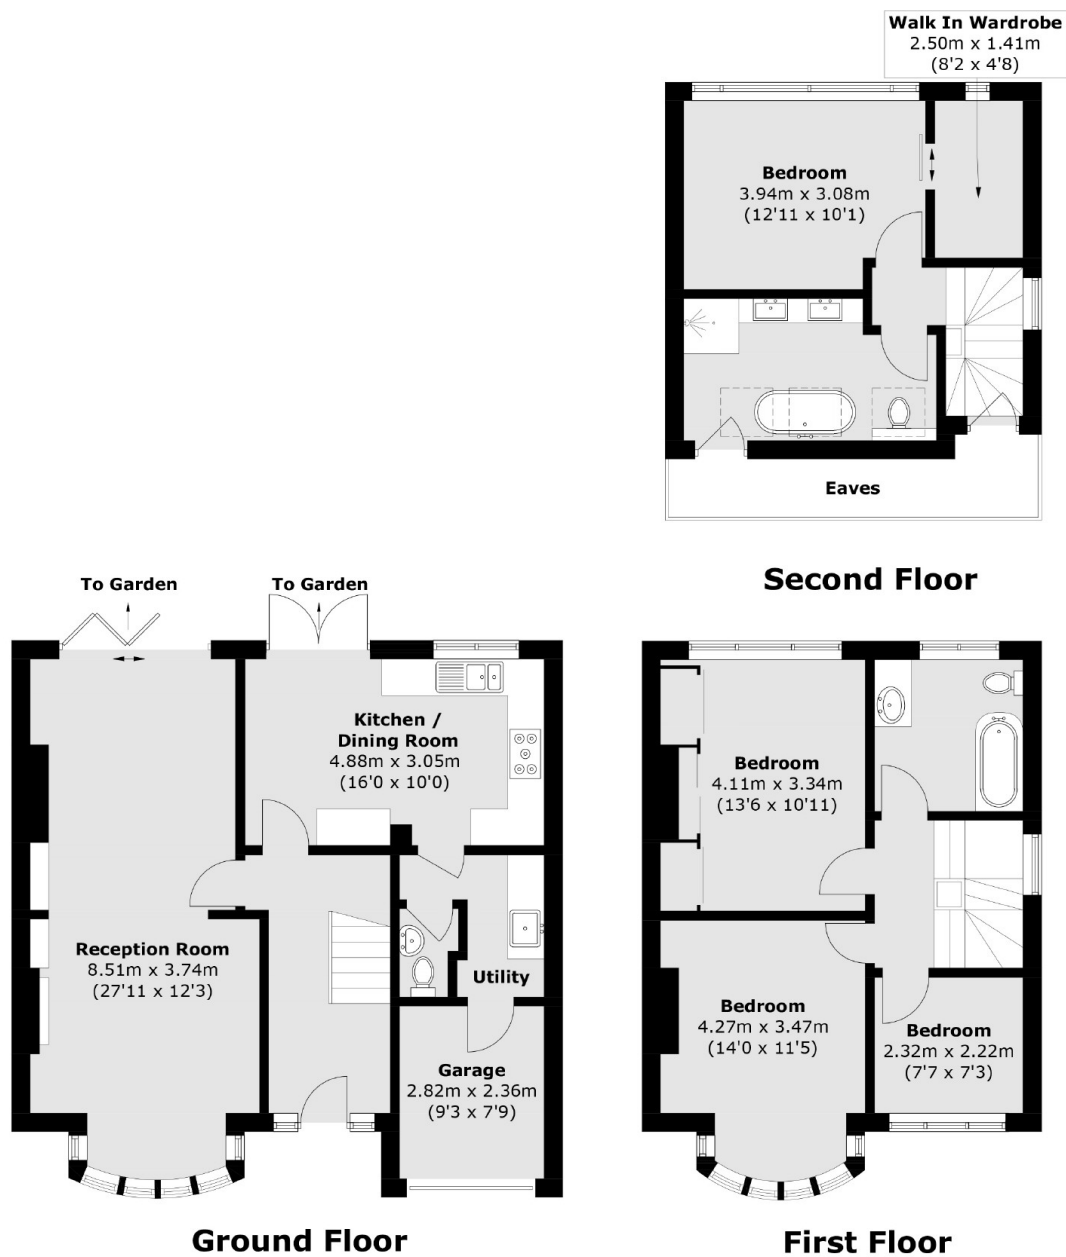 Walk In Wardrobe
2.50m x 1.41m
(8'2 x 4'8)
Bedroom
3.94m x 3.08m
(12'11 x 10'1)
Eaves
Second Floor
To Garden
To Garden
Kitchen /
Dining Room
4.88m x 3.05m
(16'0 x 10'0)
Reception Room
8.51m x 3.74m
(27'11 x 12'3)
Utility
Garage
2.82m x 2.36m
(9'3 x 7'9)
Ground Floor
Bedroom
4.11m x 3.34m
(13'6 x 10'11)
Bedroom
4.27m x 3.47m
(14'0 x 11'5)
Bedroom
2.32m x 2.22m
(7'7 x 7'3)
First Floor